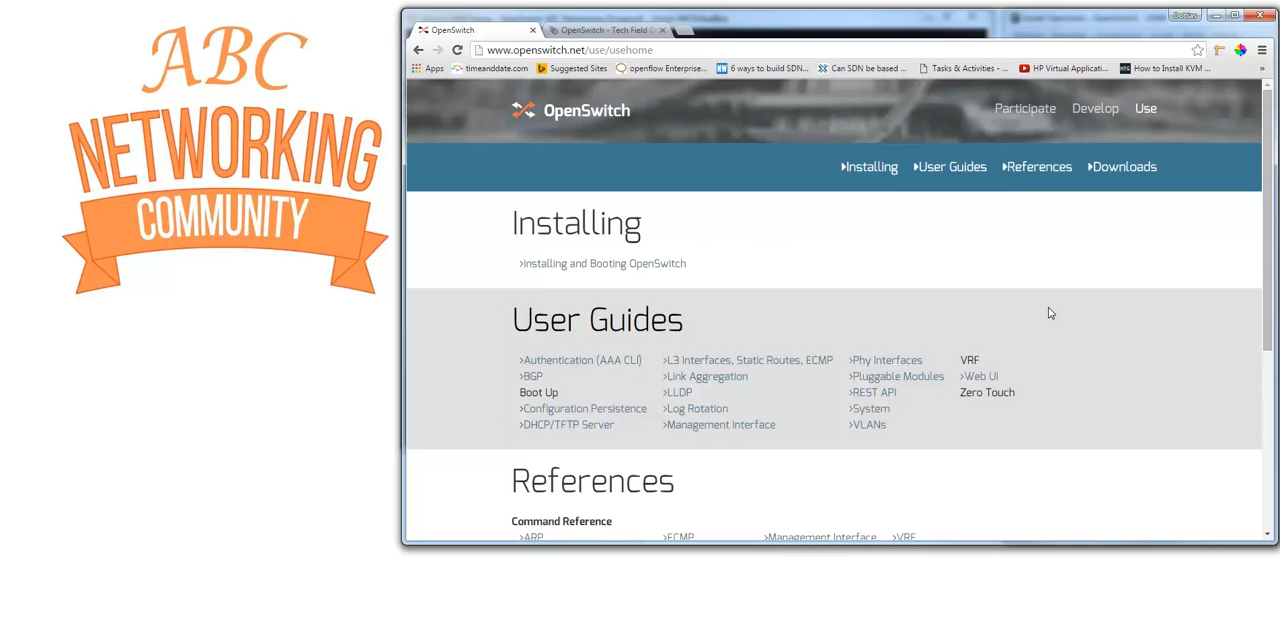 ABC
NETWORKING
COMMUNITY
Dobias
OpenSwitch
OpenSwitch - Tech Field D
www.openswitch.net/use/usehome
Apps timeanddate.com Suggested Sites openflow Enterprise... 6 ways to build SDN... Can SDN be based ... Tasks & Activities - ... HP Virtual Applicati... How to Install KVM ... »
OpenSwitch
Participate Develop Use
Installing User Guides References Downloads
Installing
>Installing and Booting OpenSwitch
User Guides
>Authentication (AAA CLI) >L3 Interfaces, Static Routes, ECMP >Phy Interfaces VRF
>BGP >Link Aggregation >Pluggable Modules >Web UI
Boot Up >LLDP >REST API Zero Touch
>Configuration Persistence >Log Rotation >System
>DHCP/TFTP Server >Management Interface >VLANs
References
Command Reference
>ARP >ECMP >Management Interface >VRF